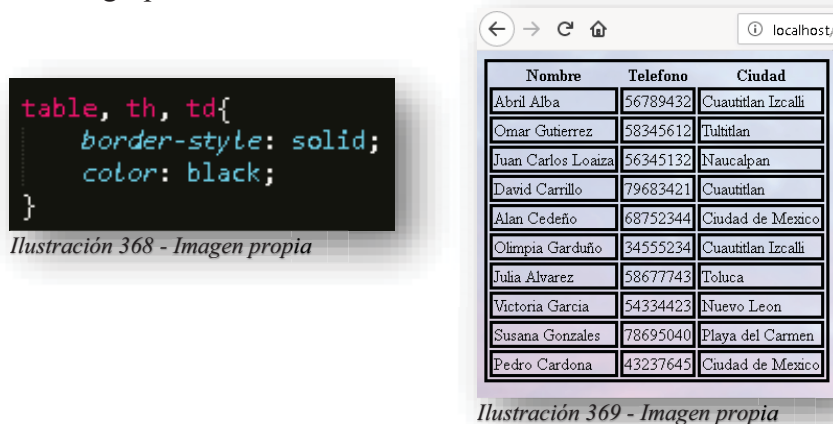 table, th, td{
border-style: solid;
color: black;
}
Ilustración 368 - Imagen propia
localhost/
Nombre Telefono Ciudad
Abril Alba 56789432 Cuautitlan Izcalli
Omar Gutierrez 58345612 Tultitlan
Juan Carlos Loaiza 56345132 Naucalpan
David Carrillo 79683421 Cuautitlan
Alan Cedeño 68752344 Ciudad de Mexico
Olimpia Garduño 34555234 Cuautitlan Izcalli
Julia Alvarez 58677743 Toluca
Victoria Garcia 54334423 Nuevo Leon
Susana Gonzales 78695040 Playa del Carmen
Pedro Cardona 43237645 Ciudad de Mexico
Ilustración 369 - Imagen propia